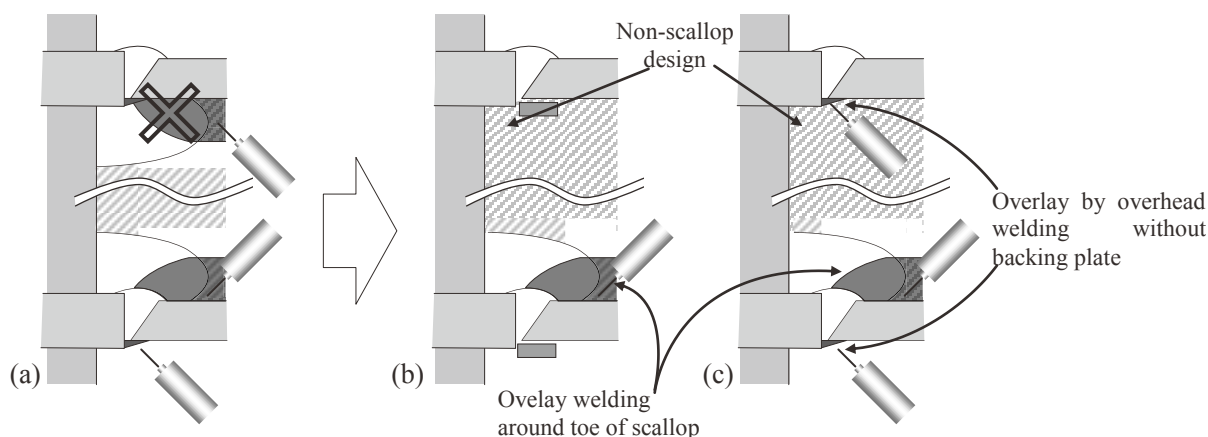 Non-scallop
design
Overlay by overhead
welding without
backing plate
(a)
(b)
(c)
Ovelay welding
around toe of scallop